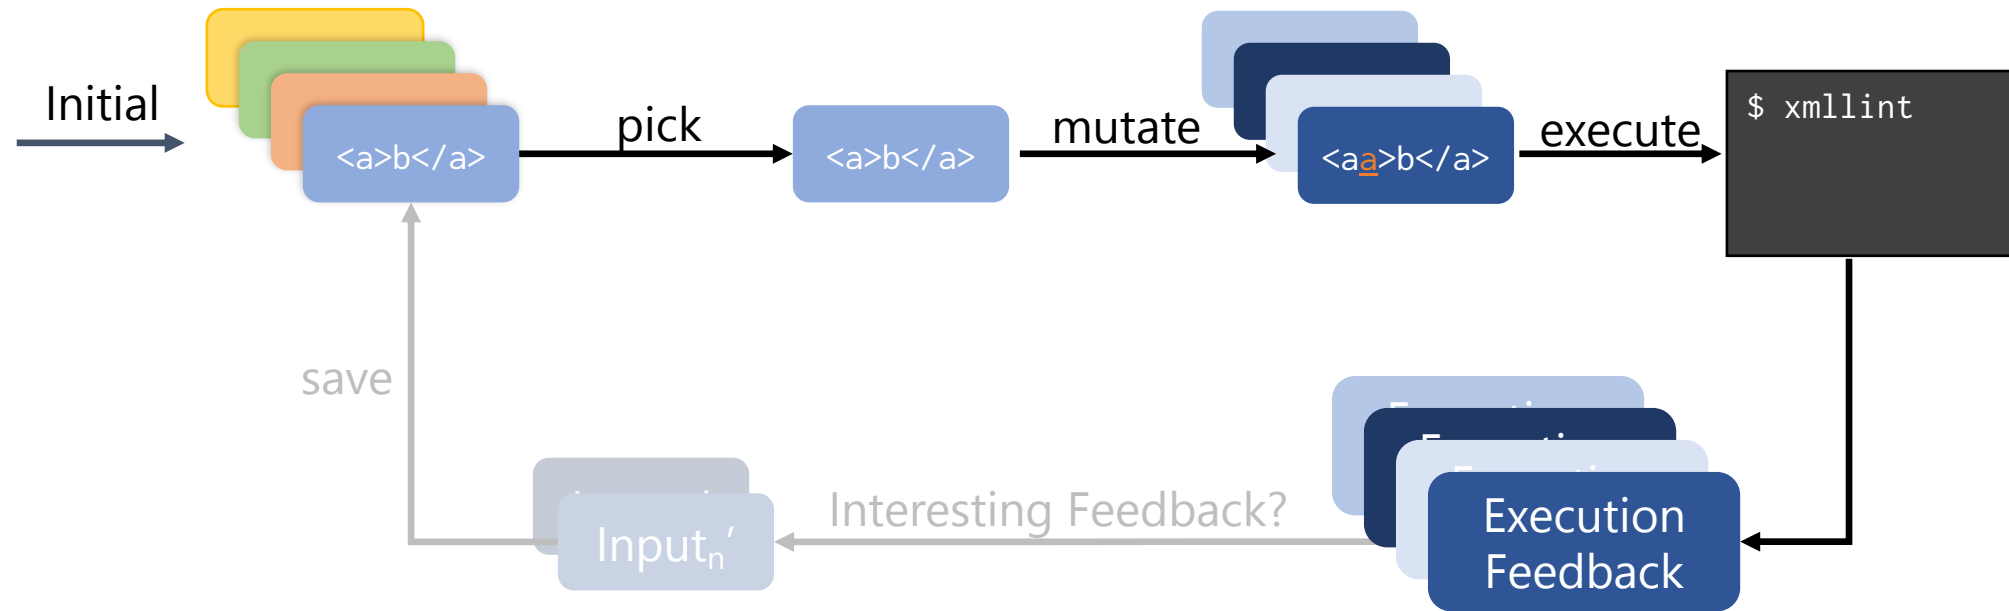 Initial
<a>b</a>
pick
<a>b</a>
mutate
<aa>b</a>
execute
$ xmllint
save
Inputn′
Interesting Feedback?
Execution
Feedback